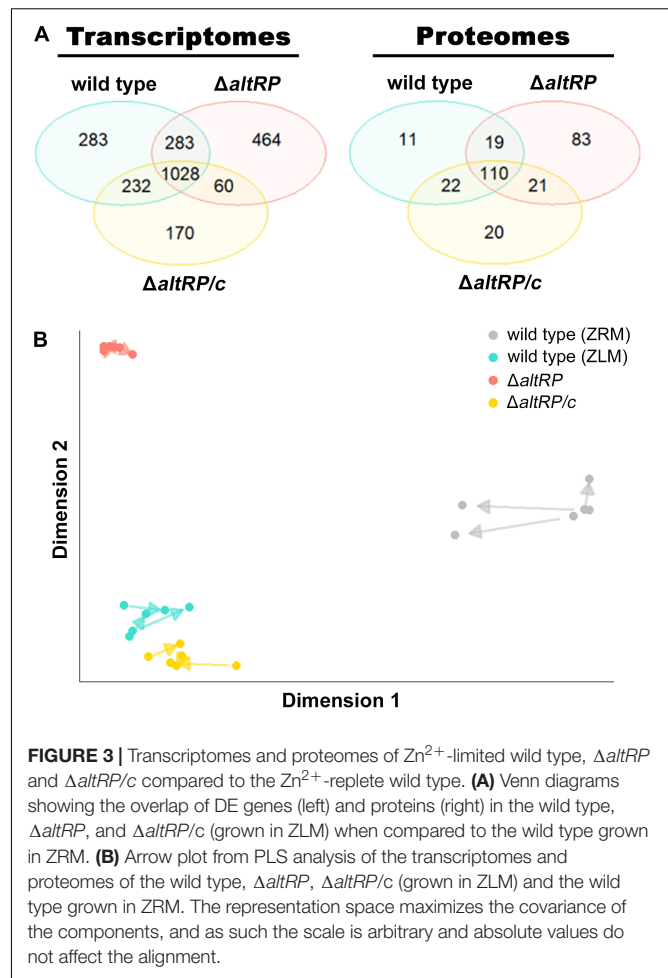 A Transcriptomes Proteomes
wild type ΔaltRP wild type ΔaltRP
283 283 464 11 19 83
1028 110
232 60 22 21
170 20
ΔaltRP/c ΔaltRP/c
B
wild type (ZRM)
wild type (ZLM)
ΔaltRP
ΔaltRP/c
Dimension 2
Dimension 1
FIGURE 3 | Transcriptomes and proteomes of Zn2+-limited wild type, ΔaltRP
and ΔaltRP/c compared to the Zn2+-replete wild type. (A) Venn diagrams
showing the overlap of DE genes (left) and proteins (right) in the wild type,
ΔaltRP, and ΔaltRP/c (grown in ZLM) when compared to the wild type grown
in ZRM. (B) Arrow plot from PLS analysis of the transcriptomes and
proteomes of the wild type, ΔaltRP, ΔaltRP/c (grown in ZLM) and the wild
type grown in ZRM. The representation space maximizes the covariance of
the components, and as such the scale is arbitrary and absolute values do
not affect the alignment.